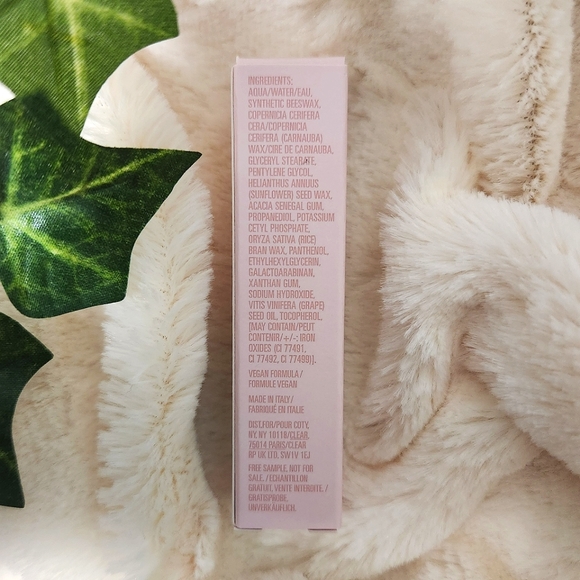 INGREDIENTS:
AQUA/WATER/EAU,
SYNTHETIC BEESWAX,
COPERNICIA CERIFERA
CERA/COPERNICIA
CERIFERA (CARNAUBA)
WAX/CIRE DE CARNAUBA,
GLYCERYL STEARATE,
PENTYLENE GLYCOL,
HELIANTHUS ANNUUS
(SUNFLOWER) SEED WAX,
ACACIA SENEGAL GUM,
PROPANEDIOL, POTASSIUM
CETYL PHOSPHATE,
ORYZA SATIVA (RICE)
BRAN WAX, PANTHENOL,
ETHYLHEXYLGLYCERIN,
GALACTOARABINAN,
XANTHAN GUM,
SODIUM HYDROXIDE,
VITIS VINIFERA (GRAPE)
SEED OIL, TOCOPHEROL.
[MAY CONTAIN/PEUT
CONTENIR/+/-: IRON
OXIDES (CI 77491,
CI 77492, CI 77499)].
VEGAN FORMULA/
FORMULE VEGAN
MADE IN ITALY/
FABRIQUÉ EN ITALIE
DIST.FOR/POUR COTY,
NY, NY 10118/CLEAR,
75014 PARIS/CLEAR
RP UK LTD. SW1V 1EJ
FREE SAMPLE, NOT FOR
SALE. /ECHANTILLON
GRATUIT, VENTE INTERDITE. /
GRATISPROBE,
UNVERKÄUFLICH.